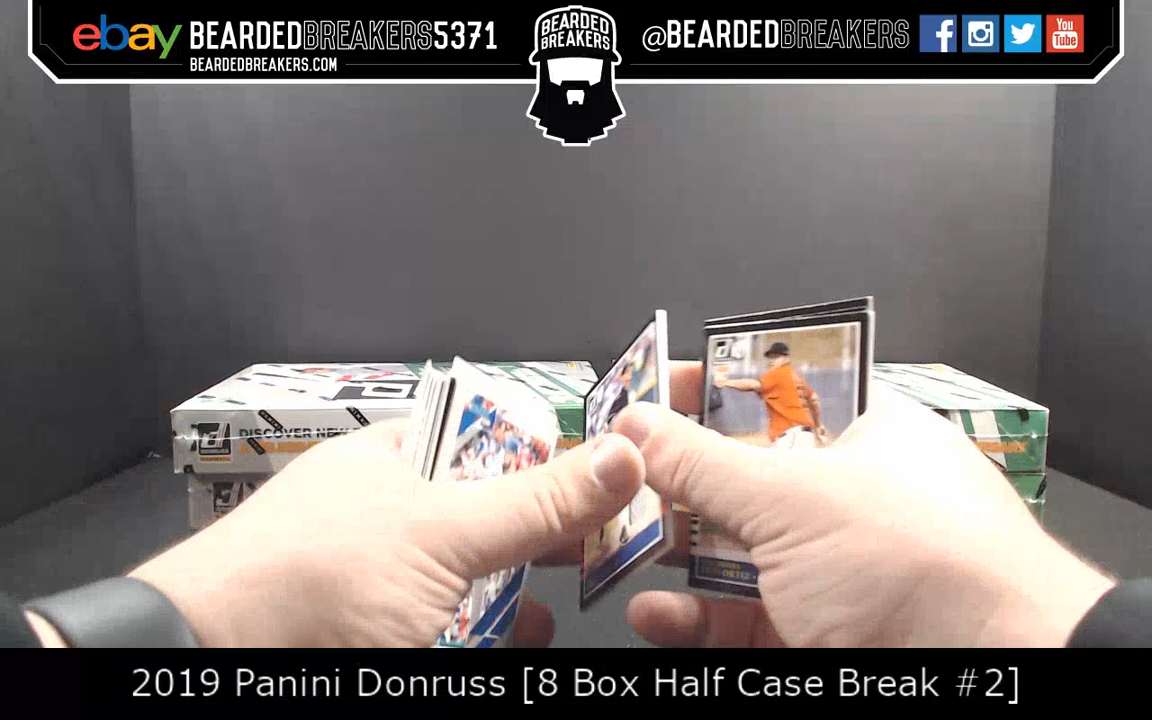 ebay BEARDEDBREAKERS5371
BEARDEDBREAKERS.COM
BEARDED
BREAKERS
@BEARDEDBREAKERS
You
Tube
DISCOVER NEW
ORTIZ
2019 Panini Donruss [8 Box Half Case Break #2]